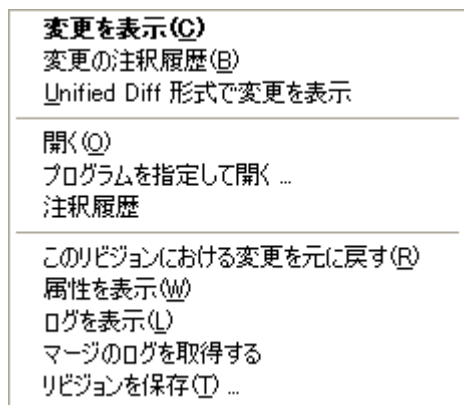 変更を表示(C)
変更の注釈履歴(B)
Unified Diff 形式で変更を表示
開く(O)
プログラムを指定して開く ...
注釈履歴
このリビジョンにおける変更を元に戻す(R)
属性を表示(W)
ログを表示(L)
マージのログを取得する
リビジョンを保存(T) ...